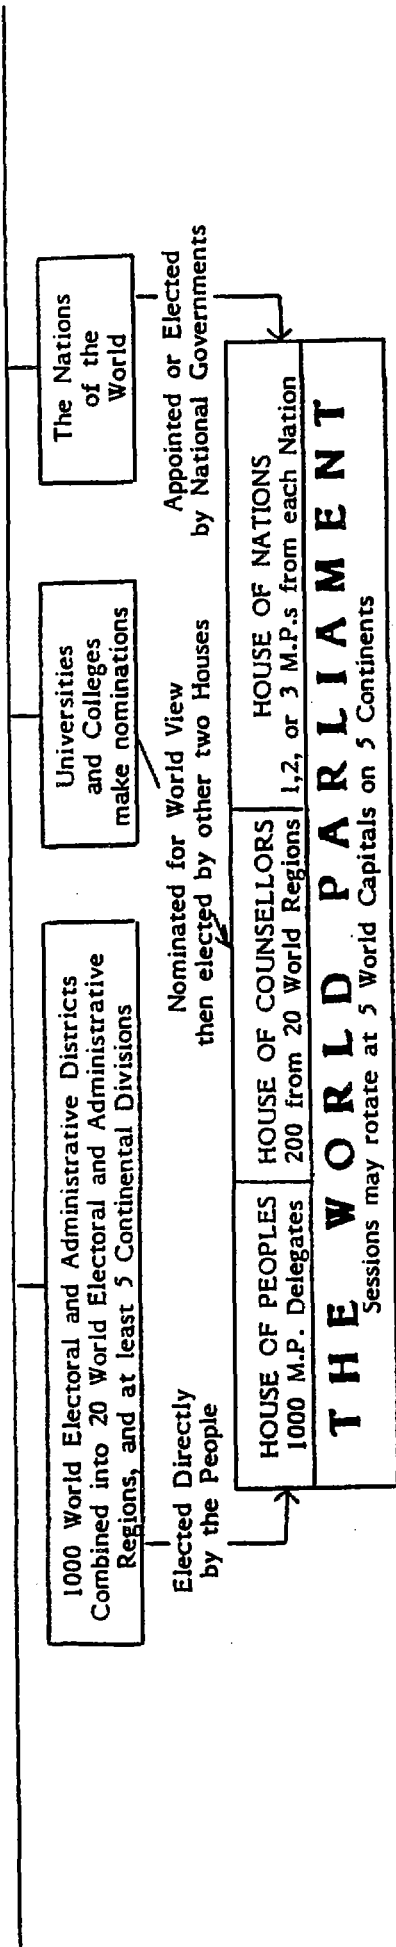 1000 World Electoral and Administrative Districts
Combined into 20 World Electoral and Administrative
Regions, and at least 5 Continental Divisions
Universities
and Colleges
make nominations
The Nations
of the
World
Elected Directly
by the People
Nominated for World View
then elected by other two Houses
Appointed or Elected
by National Governments
HOUSE OF PEOPLES
1000 M.P. Delegates
HOUSE OF COUNSELLORS
200 from 20 World Regions
HOUSE OF NATIONS
1,2, or 3 M.P.s from each Nation
THE WORLD PARLIAMENT
Sessions may rotate at 5 World Capitals on 5 Continents